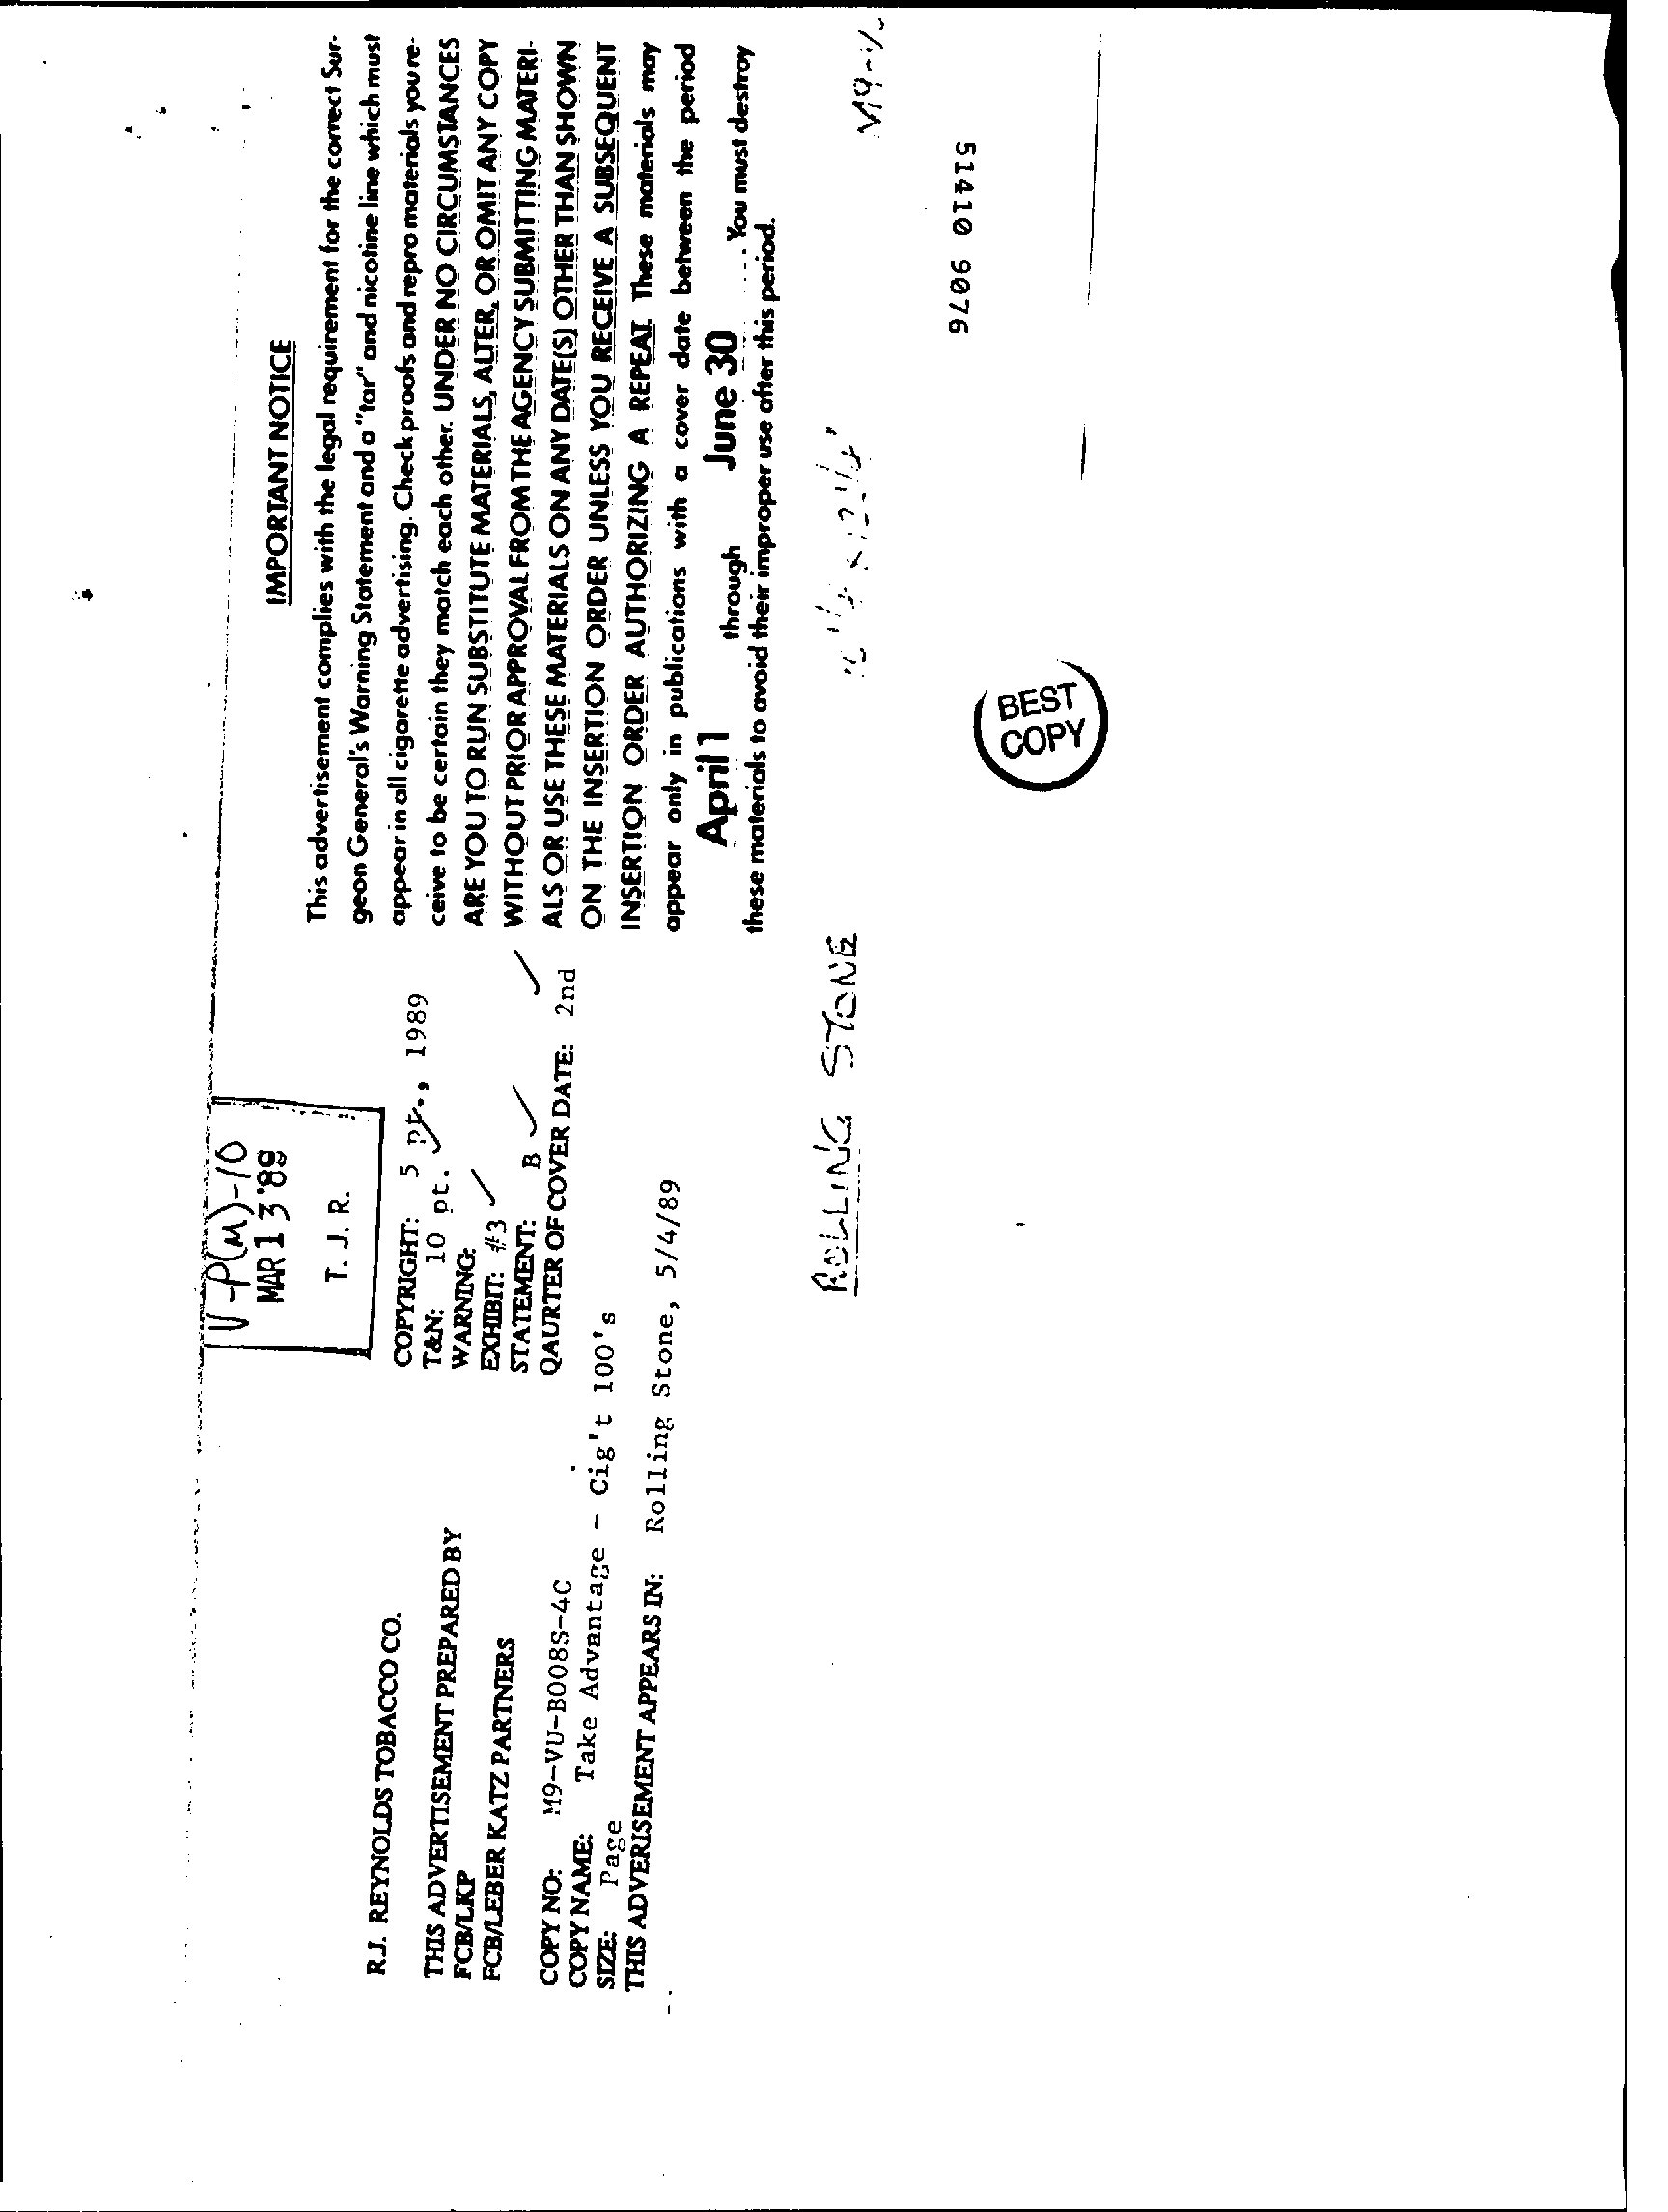 V-P(M)-10
MAR 13 '89
T. J. R.
R.J. REYNOLDS TOBACCO CO.
THIS ADVERTISEMENT PREPARED BY
FCB/LKP
FCB/LEBER KATZ PARTNERS
COPY NO: M9-VU-B008S-4C
COPY NAME: Take Advantage - Cig't 100's
SIZE: Page
THIS ADVERISEMENT APPEARS IN: Rolling Stone, 5/4/89
COPYRIGHT: 5 pt., 1989
T&N: 10 pt.
WARNING:
EXHIBIT: #3
STATEMENT: B
QAURTER OF COVER DATE: 2nd
IMPORTANT NOTICE
This advertisement complies with the legal requirement for the correct Sur-
geon General's Warning Statement and a "tar" and nicotine line which must
appear in all cigarette advertising. Check proofs and repro materials you re-
ceive to be certain they match each other. UNDER NO CIRCUMSTANCES
ARE YOU TO RUN SUBSTITUTE MATERIALS, ALTER, OR OMIT ANY COPY
WITHOUT PRIOR APPROVAL FROM THE AGENCY SUBMITTING MATERI-
ALS OR USE THESE MATERIALS ON ANY DATE(S) OTHER THAN SHOWN
ON THE INSERTION ORDER UNLESS YOU RECEIVE A SUBSEQUENT
INSERTION ORDER AUTHORIZING A REPEAT. These materials may
appear only in publications with a cover date between the period
April 1 through June 30 .... You must destroy
these materials to avoid their improper use after this period.
ROLLING STONE
BEST
COPY
51410 9076